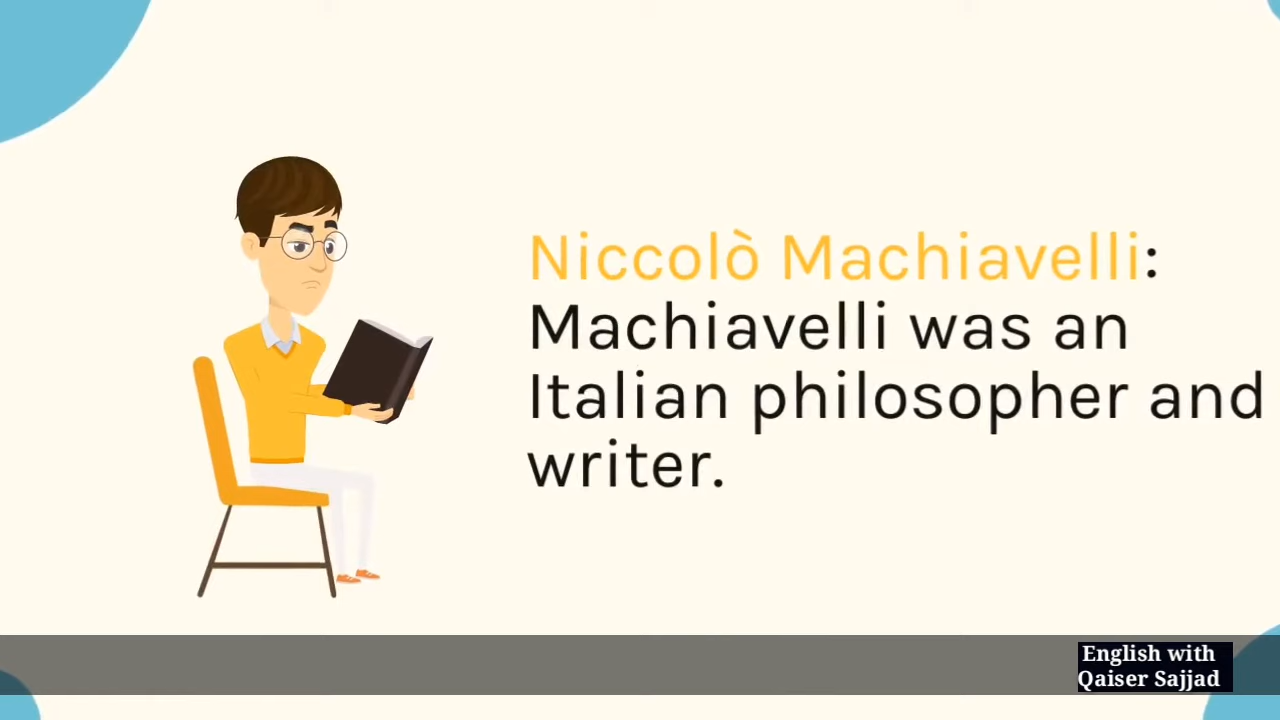 Niccolò Machiavelli:
Machiavelli was an
Italian philosopher and
writer.
English with
Qaiser Sajjad